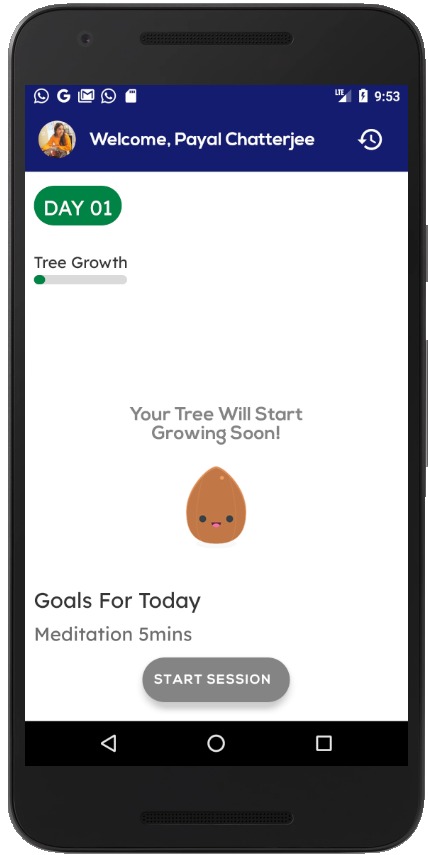 LTE 9:53
Welcome, Payal Chatterjee
DAY 01
Tree Growth
Your Tree Will Start
Growing Soon!
Goals For Today
Meditation 5mins
START SESSION